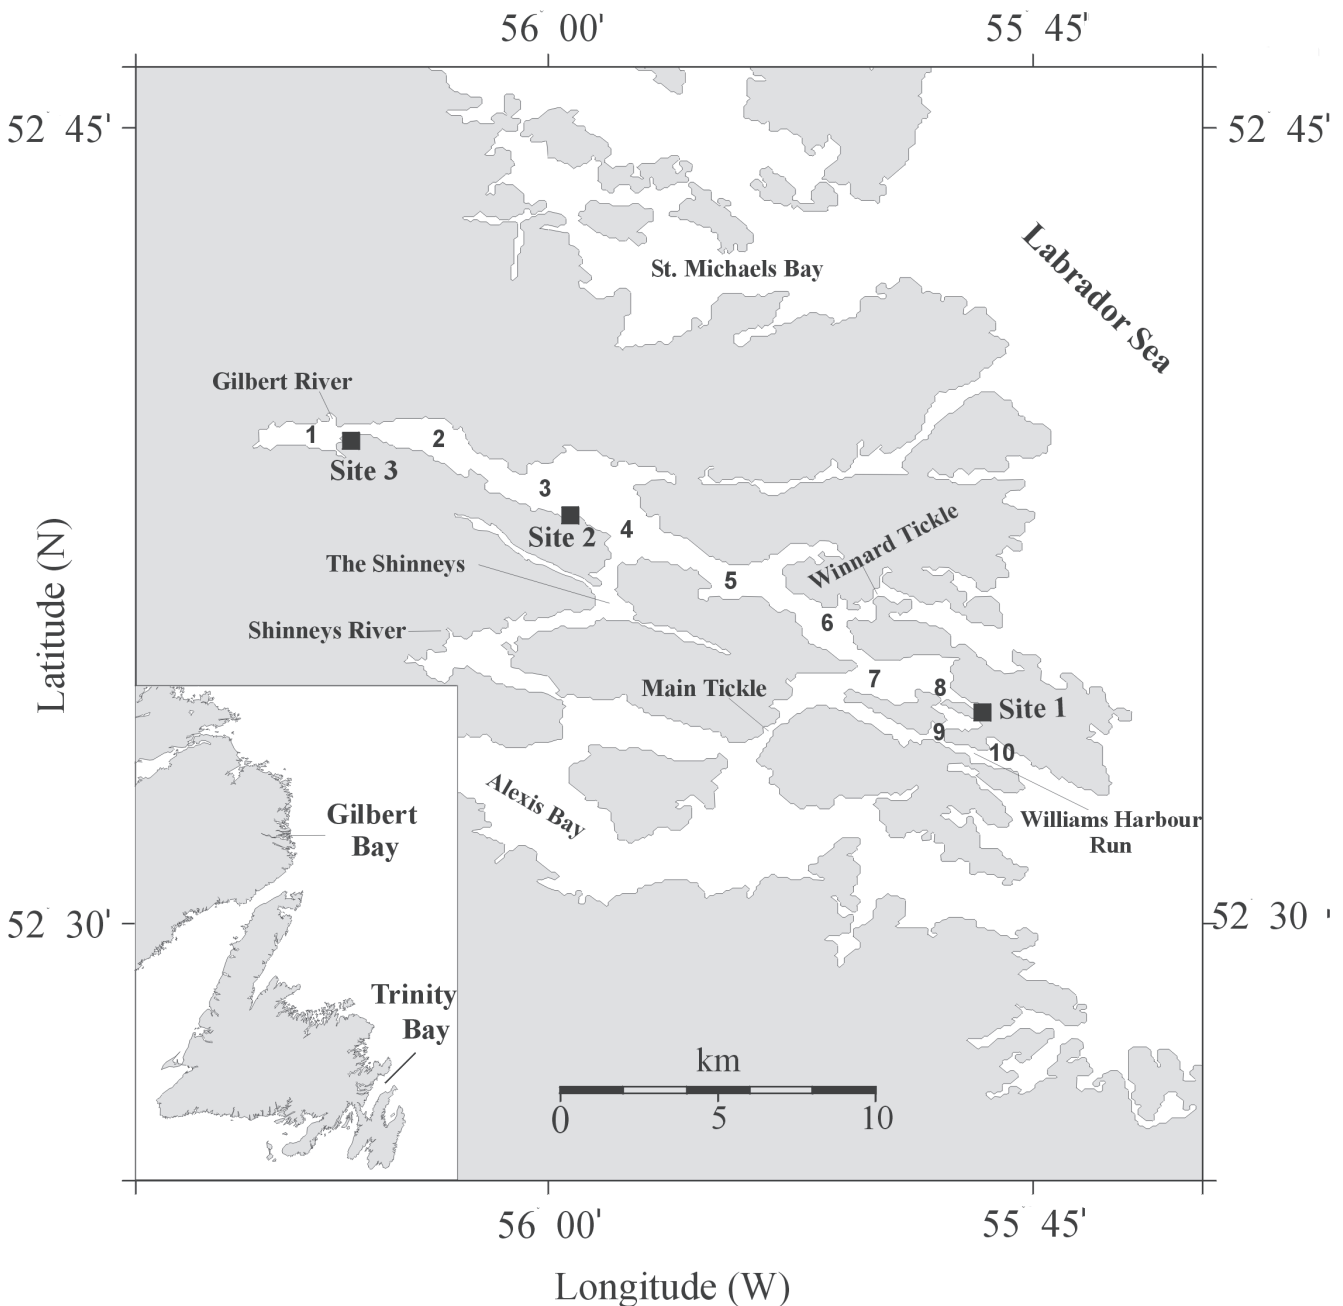 56° 00' 55° 45'
52° 45' 52° 45'
Labrador Sea
St. Michaels Bay
Gilbert River
1 2
Site 3
3
Site 2 4
Winnard Tickle
The Shinneys 5
6
Shinneys River
7 8
Main Tickle
Site 1
9
10
Alexis Bay
Williams Harbour
Run
Gilbert
Bay
52° 30' 52° 30 '
Trinity
Bay
km
0 5 10
56° 00' 55° 45'
Latitude (N)
Longitude (W)